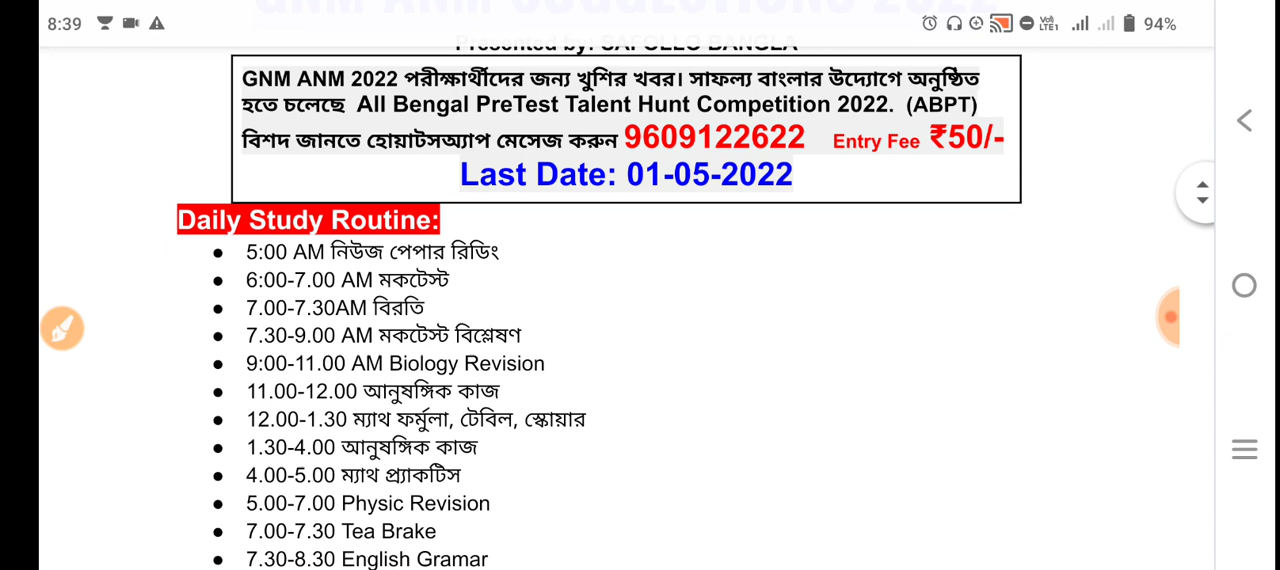 8:39
94%
Presented by: SAFOLLO BANGLA
GNM ANM 2022 পরীক্ষার্থীদের জন্য খুশির খবর। সাফল্য বাংলার উদ্যোগে অনুষ্ঠিত
হতে চলেছে All Bengal PreTest Talent Hunt Competition 2022. (ABPT)
বিশদ জানতে হোয়াটসঅ্যাপ মেসেজ করুন 9609122622 Entry Fee ₹50/-
Last Date: 01-05-2022
Daily Study Routine:
● 5:00 AM নিউজ পেপার রিডিং
● 6:00-7.00 AM মকটেস্ট
● 7.00-7.30AM বিরতি
● 7.30-9.00 AM মকটেস্ট বিশ্লেষণ
● 9:00-11.00 AM Biology Revision
● 11.00-12.00 আনুষঙ্গিক কাজ
● 12.00-1.30 ম্যাথ ফর্মুলা, টেবিল, স্কোয়ার
● 1.30-4.00 আনুষঙ্গিক কাজ
● 4.00-5.00 ম্যাথ প্র্যাকটিস
● 5.00-7.00 Physic Revision
● 7.00-7.30 Tea Brake
● 7.30-8.30 English Gramar